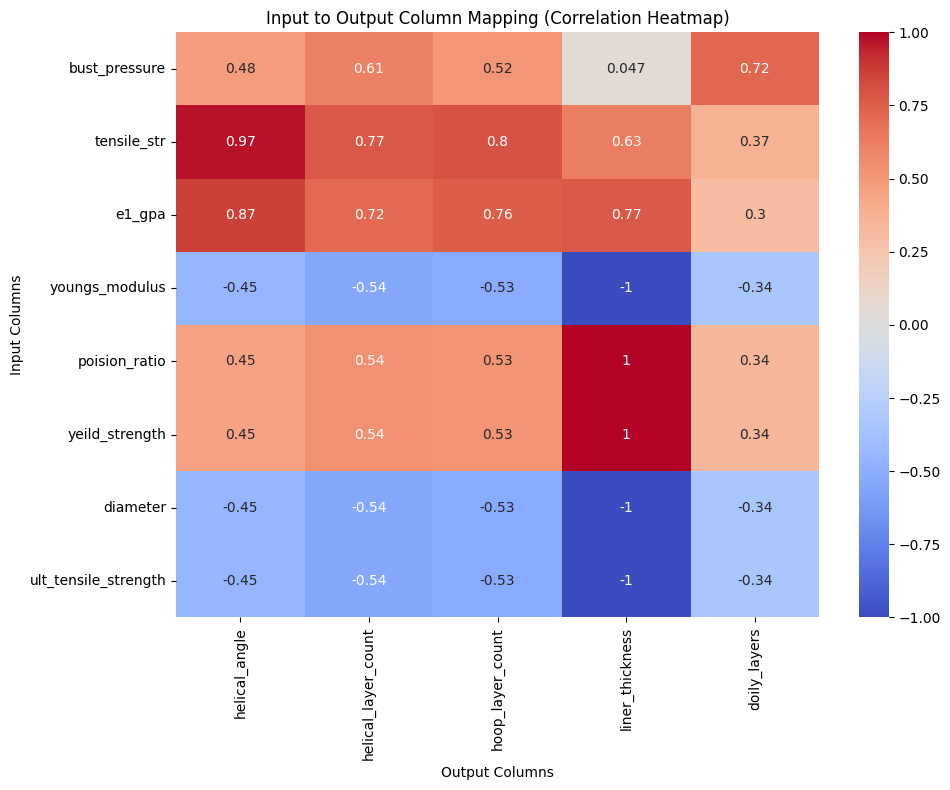 Input to Output Column Mapping (Correlation Heatmap)
Input Columns
bust_pressure 0.48 0.61 0.52 0.047 0.72
tensile_str 0.97 0.77 0.8 0.63 0.37
e1_gpa 0.87 0.72 0.76 0.77 0.3
youngs_modulus -0.45 -0.54 -0.53 -1 -0.34
poision_ratio 0.45 0.54 0.53 1 0.34
yeild_strength 0.45 0.54 0.53 1 0.34
diameter -0.45 -0.54 -0.53 -1 -0.34
ult_tensile_strength -0.45 -0.54 -0.53 -1 -0.34
helical_angle
helical_layer_count
hoop_layer_count
liner_thickness
doily_layers
Output Columns
1.00
0.75
0.50
0.25
0.00
−0.25
−0.50
−0.75
−1.00